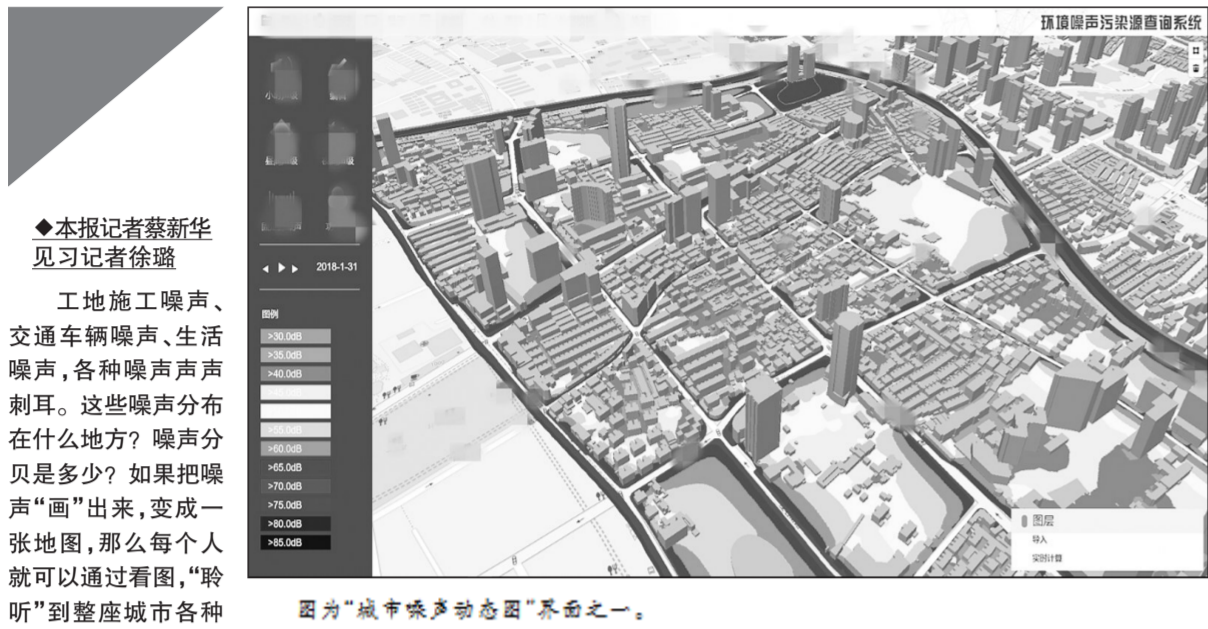 ◆本报记者蔡新华
见习记者徐璐
工地施工噪声、
交通车辆噪声、生活
噪声，各种噪声声声
刺耳。这些噪声分布
在什么地方？噪声分
贝是多少？如果把噪
声“画”出来，变成一
张地图，那么每个人
就可以通过看图，“聆
听”到整座城市各种
环境噪声污染源查询系统
2018-1-31
图例
>30.0dB
>35.0dB
>40.0dB
>55.0dB
>60.0dB
>65.0dB
>70.0dB
>75.0dB
>80.0dB
>85.0dB
图层
导入
实时计算
图为“城市噪声动态图”界面之一。